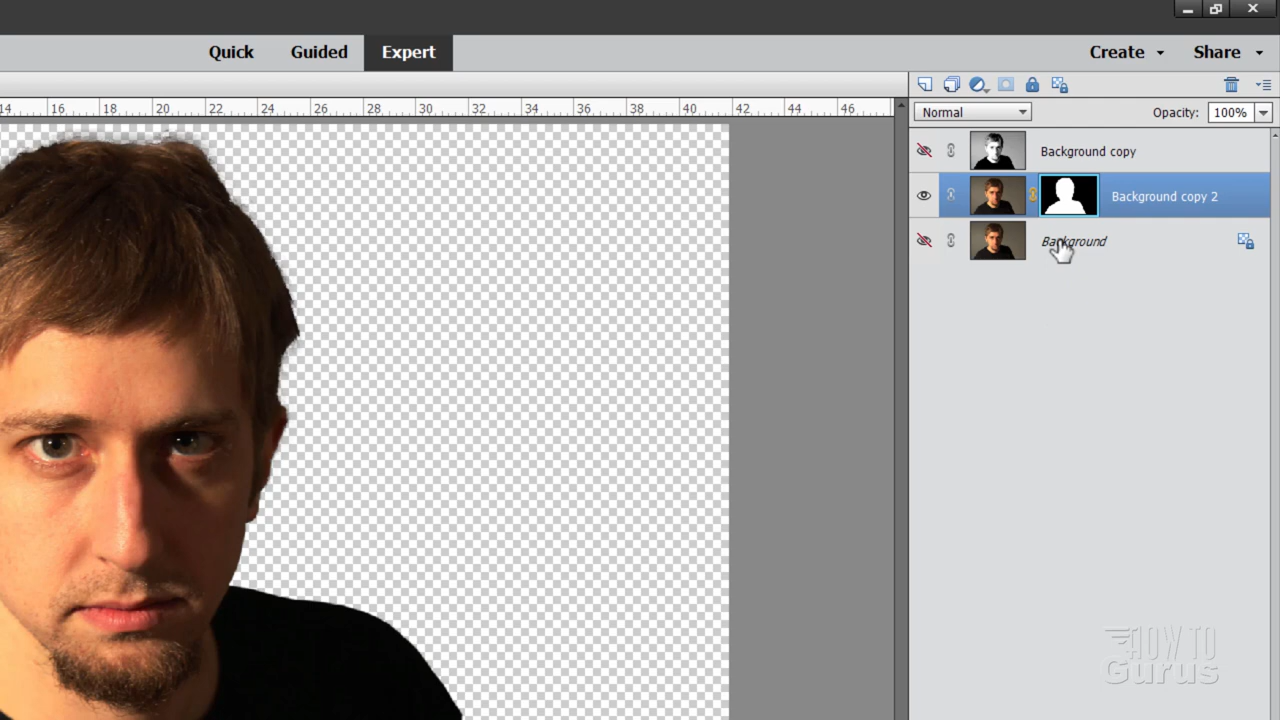 Quick Guided Expert Create Share
14 16 18 20 22 24 26 28 30 32 34 36 38 40 42 44 46
Normal Opacity: 100%
Background copy
Background copy 2
Background
HOW TO
Gurus